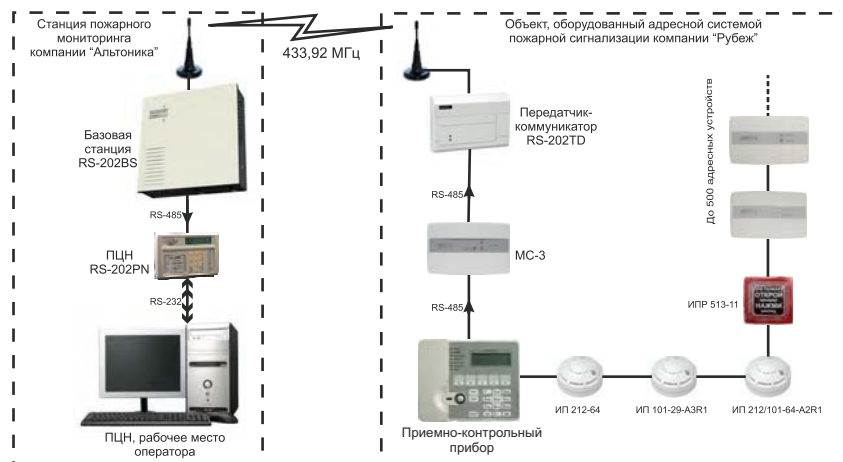 Станция пожарного
мониторинга
компании “Альтоника”
433,92 МГц
Объект, оборудованный адресной системой
пожарной сигнализации компании “Рубеж”
Базовая
станция
RS-202BS
RS-485
ПЦН
RS-202PN
RS-232
ПЦН, рабочее место
оператора
Передатчик-
коммуникатор
RS-202TD
RS-485
МС-3
RS-485
Приемно-контрольный
прибор
До 500 адресных устройств
ИПР 513-11
ОТКРОЙ
НАЖМИ
ИП 212-64
ИП 101-29-A3R1
ИП 212/101-64-A2R1